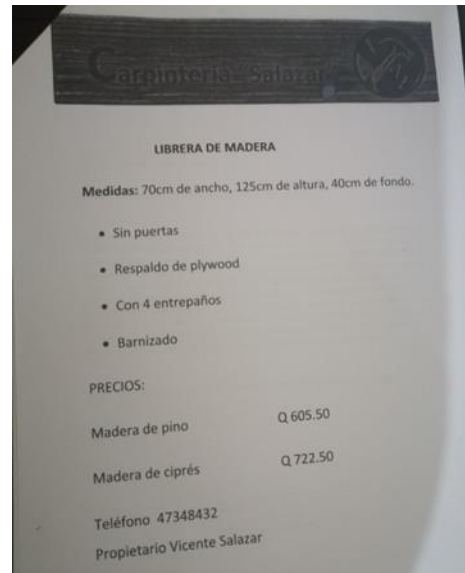 Carpinteria Salazar
LIBRERA DE MADERA
Medidas: 70cm de ancho, 125cm de altura, 40cm de fondo.
• Sin puertas
• Respaldo de plywood
• Con 4 entrepaños
• Barnizado
PRECIOS:
Madera de pino Q 605.50
Madera de ciprés Q 722.50
Teléfono 47348432
Propietario Vicente Salazar